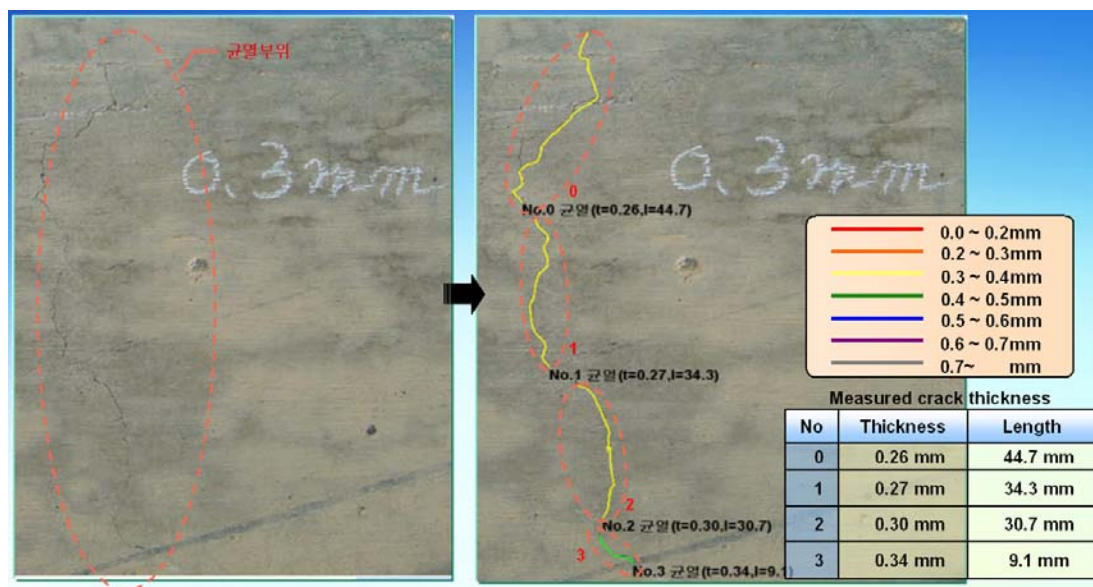 균열부위
0.3mm
0.3mm
0
No.0 균열(t=0.26,l=44.7)
1
No.1 균열(t=0.27,l=34.3)
2
No.2 균열(t=0.30,l=30.7)
3
No.3 균열(t=0.34,l=9.1)
0.0 ~ 0.2mm
0.2 ~ 0.3mm
0.3 ~ 0.4mm
0.4 ~ 0.5mm
0.5 ~ 0.6mm
0.6 ~ 0.7mm
0.7~ mm
Measured crack thickness
No Thickness Length
0 0.26 mm 44.7 mm
1 0.27 mm 34.3 mm
2 0.30 mm 30.7 mm
3 0.34 mm 9.1 mm